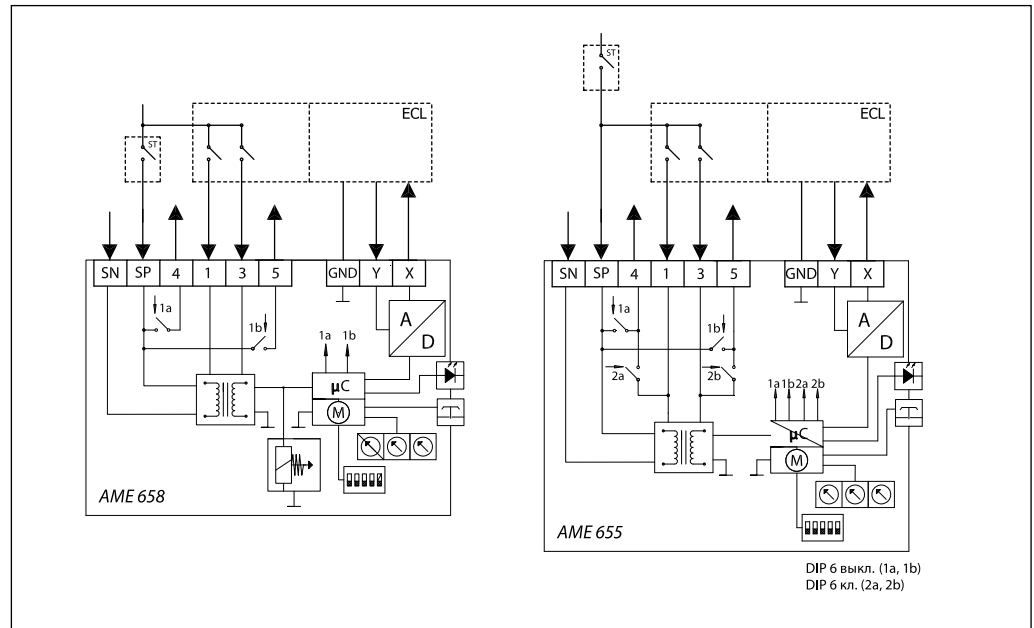 ST
ECL
SN SP 4 1 3 5 GND Y X
1a
1b
1a 1b
A
D
μC
M
AME 658
ST
ECL
SN SP 4 1 3 5 GND Y X
1a
1b
2a
2b
1a 1b 2a 2b
A
D
μC
M
AME 655
DIP 6 выкл. (1a, 1b)
DIP 6 кл. (2a, 2b)